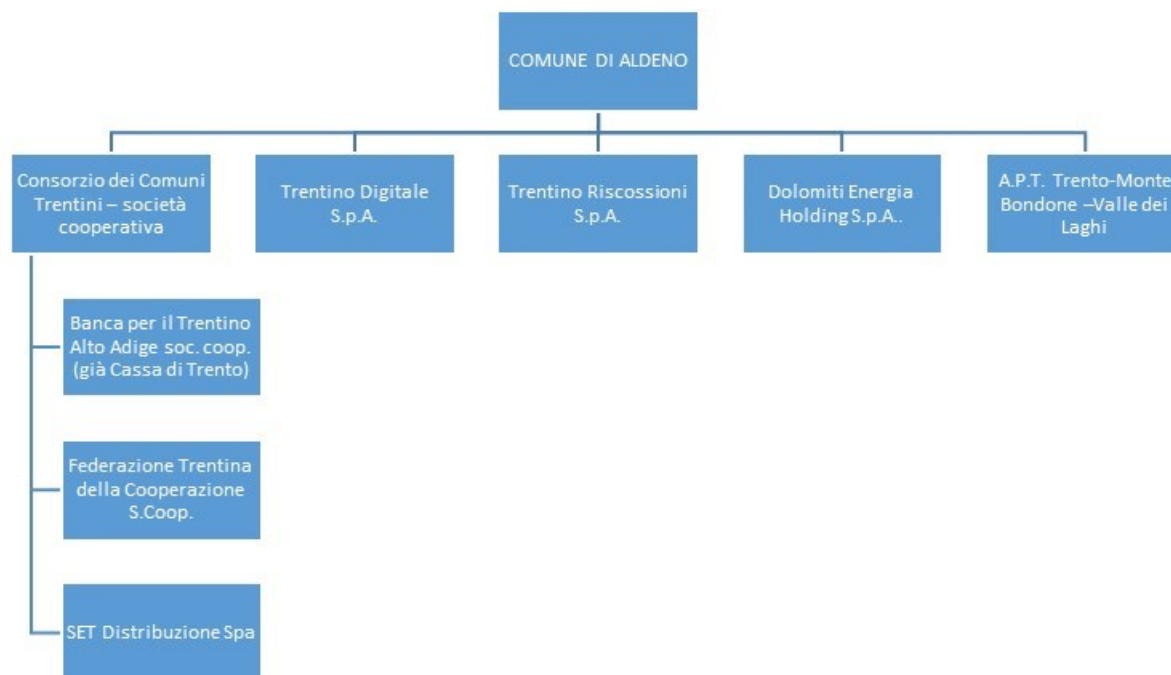 COMUNE DI ALDENO
Consorzio dei Comuni
Trentini – società
cooperativa
Trentino Digitale
S.p.A.
Trentino Riscossioni
S.p.A.
Dolomiti Energia
Holding S.p.A..
A.P.T. Trento-Monte
Bondone –Valle dei
Laghi
Banca per il Trentino
Alto Adige soc. coop.
(già Cassa di Trento)
Federazione Trentina
della Cooperazione
S.Coop.
SET Distribuzione Spa